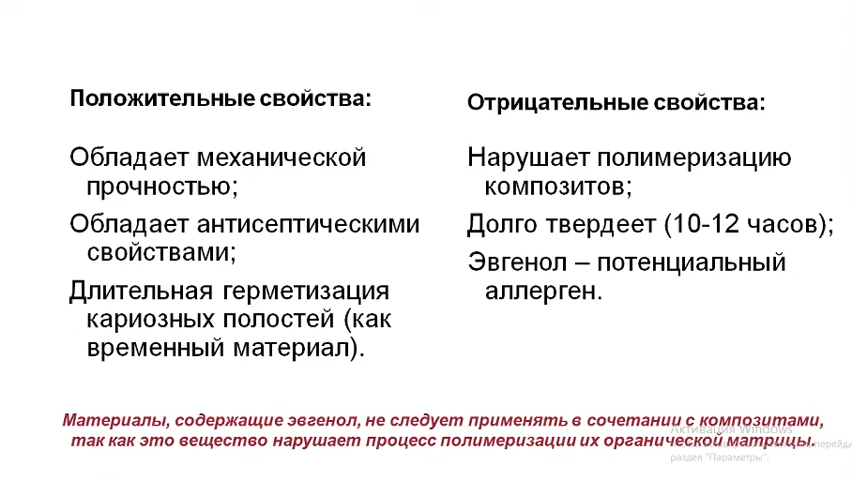 Положительные свойства:
Обладает механической
прочностью;
Обладает антисептическими
свойствами;
Длительная герметизация
кариозных полостей (как
временный материал).
Отрицательные свойства:
Нарушает полимеризацию
композитов;
Долго твердеет (10-12 часов);
Эвгенол – потенциальный
аллерген.
Материалы, содержащие эвгенол, не следует применять в сочетании с композитами,
так как это вещество нарушает процесс полимеризации их органической матрицы.
Активация Windows
перейди
раздел "Параметры".